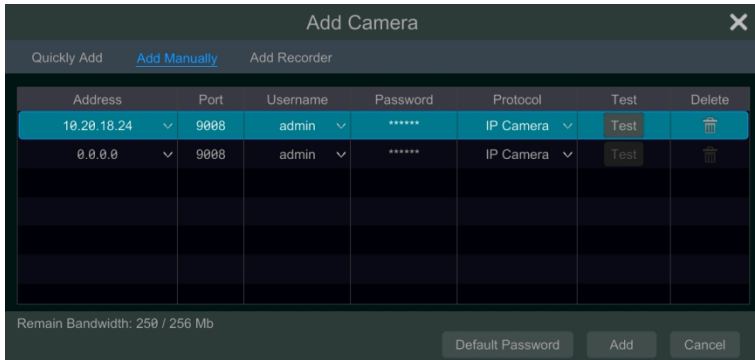 Add Camera
Quickly Add Add Manually Add Recorder
Address Port Username Password Protocol Test Delete
10.20.18.24 9008 admin ****** IP Camera Test
0.0.0.0 9008 admin ****** IP Camera Test
Remain Bandwidth: 250 / 256 Mb
Default Password Add Cancel